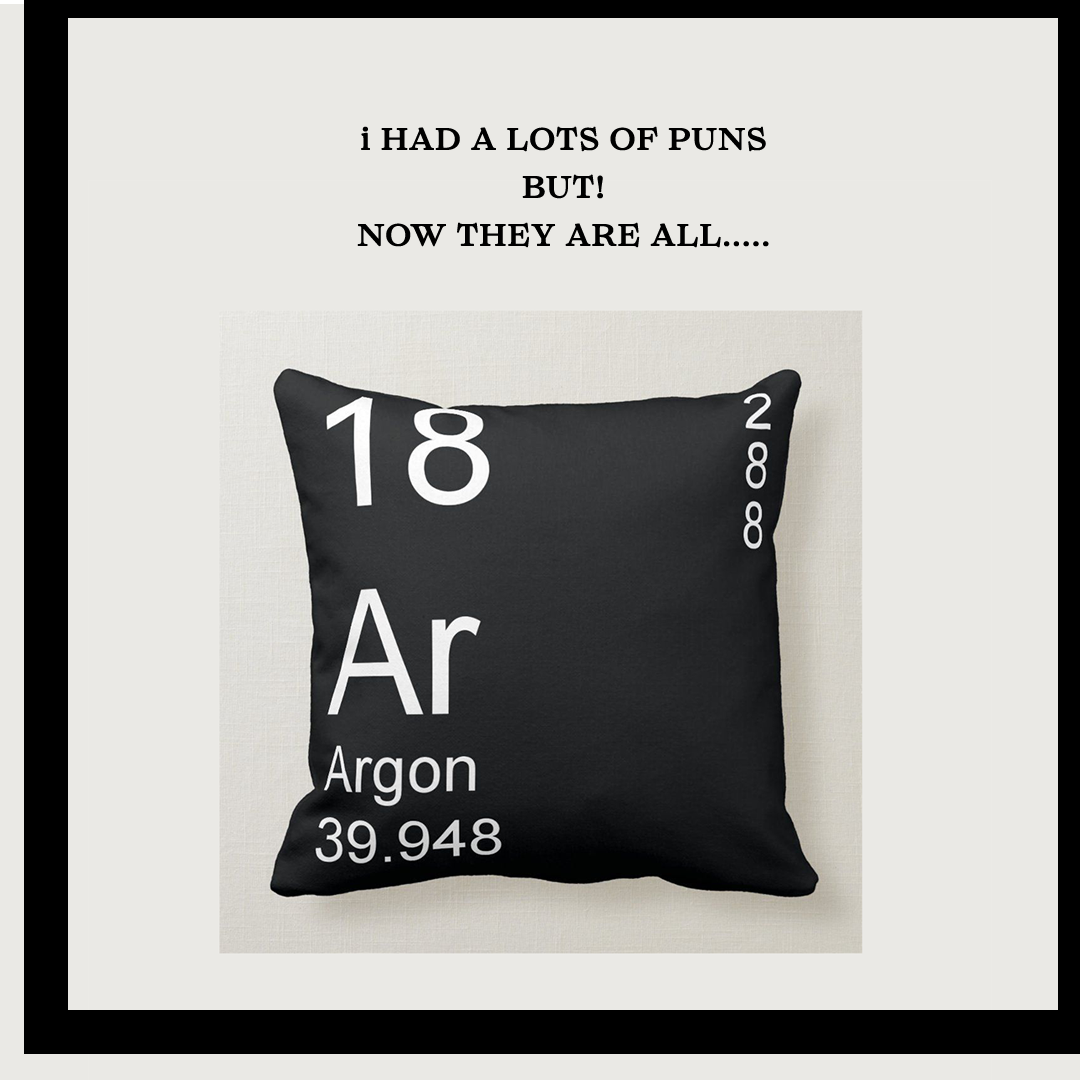 i HAD A LOTS OF PUNS
BUT!
NOW THEY ARE ALL.....
18
2
8
8
Ar
Argon
39.948